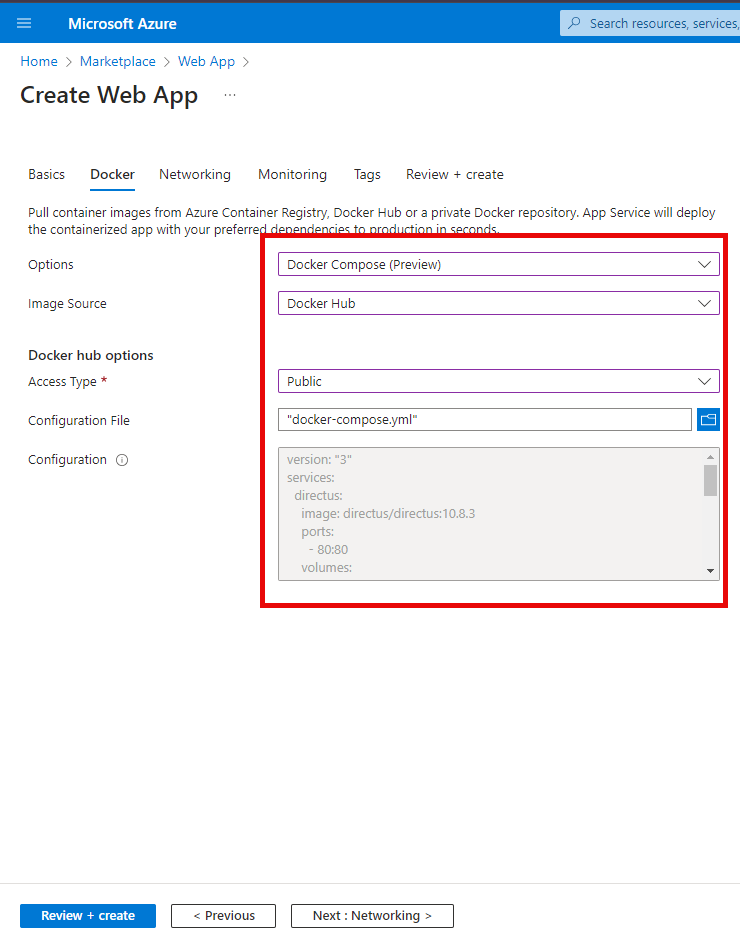 Microsoft Azure
Search resources, services,
Home > Marketplace > Web App >
Create Web App ...
Basics Docker Networking Monitoring Tags Review + create
Pull container images from Azure Container Registry, Docker Hub or a private Docker repository. App Service will deploy
the containerized app with your preferred dependencies to production in seconds.
Options Docker Compose (Preview)
Image Source Docker Hub
Docker hub options
Access Type * Public
Configuration File "docker-compose.yml"
Configuration
version: "3"
services:
directus:
image: directus/directus:10.8.3
ports:
- 80:80
volumes:
Review + create < Previous Next : Networking >